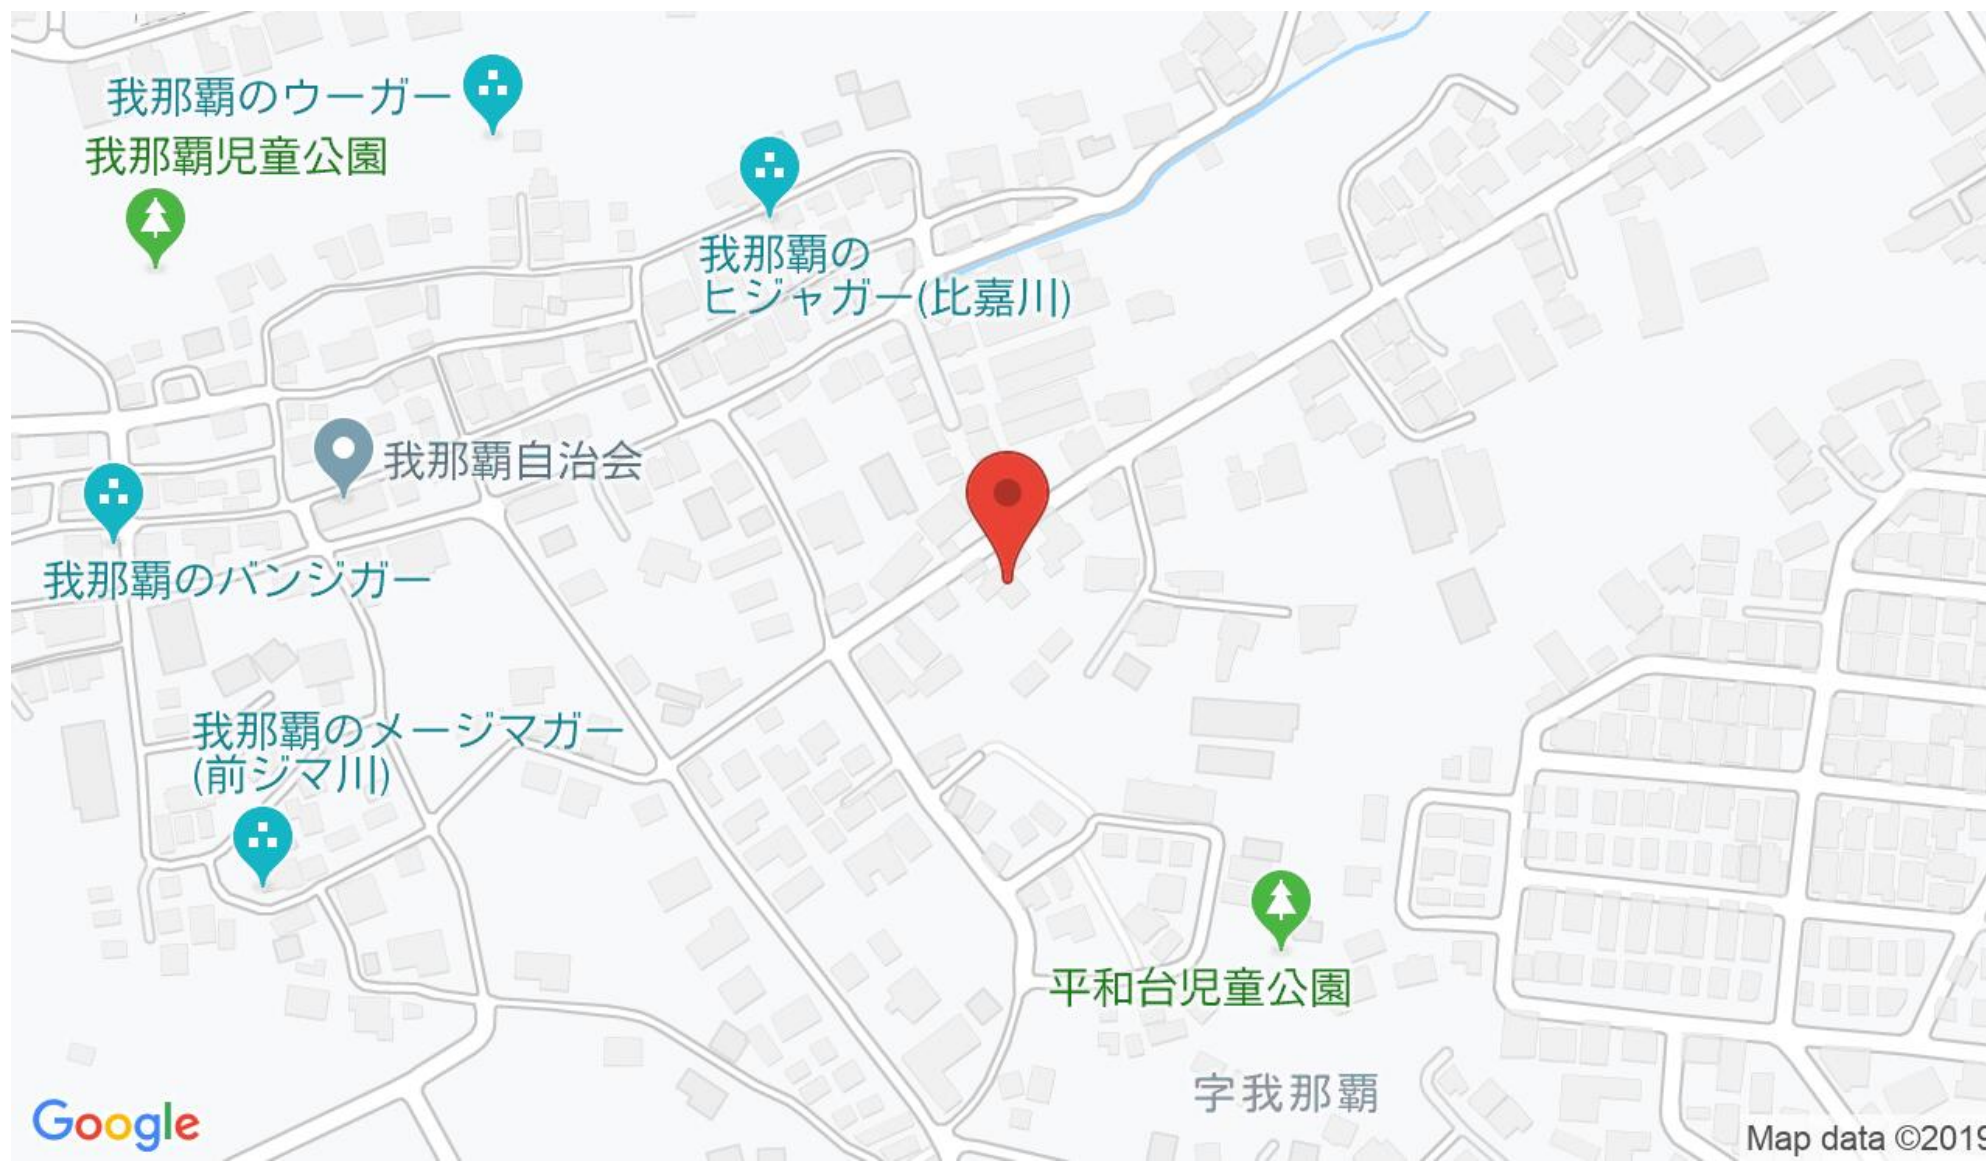 我那覇のウーガー
我那覇児童公園
我那覇の
ヒジャガー(比嘉川)
我那覇自治会
我那覇のバンジガー
我那覇のメージマガー
(前ジマ川)
平和台児童公園
字我那覇
Google
Map data ©2019